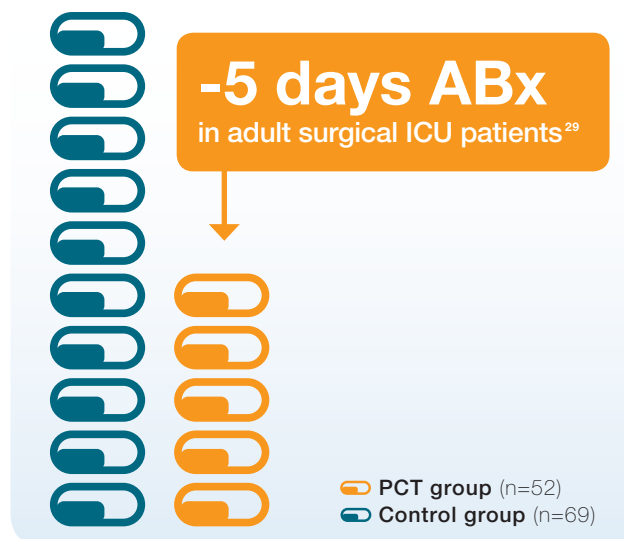 -5 days ABx
in adult surgical ICU patients²⁹
PCT group (n=52)
Control group (n=69)